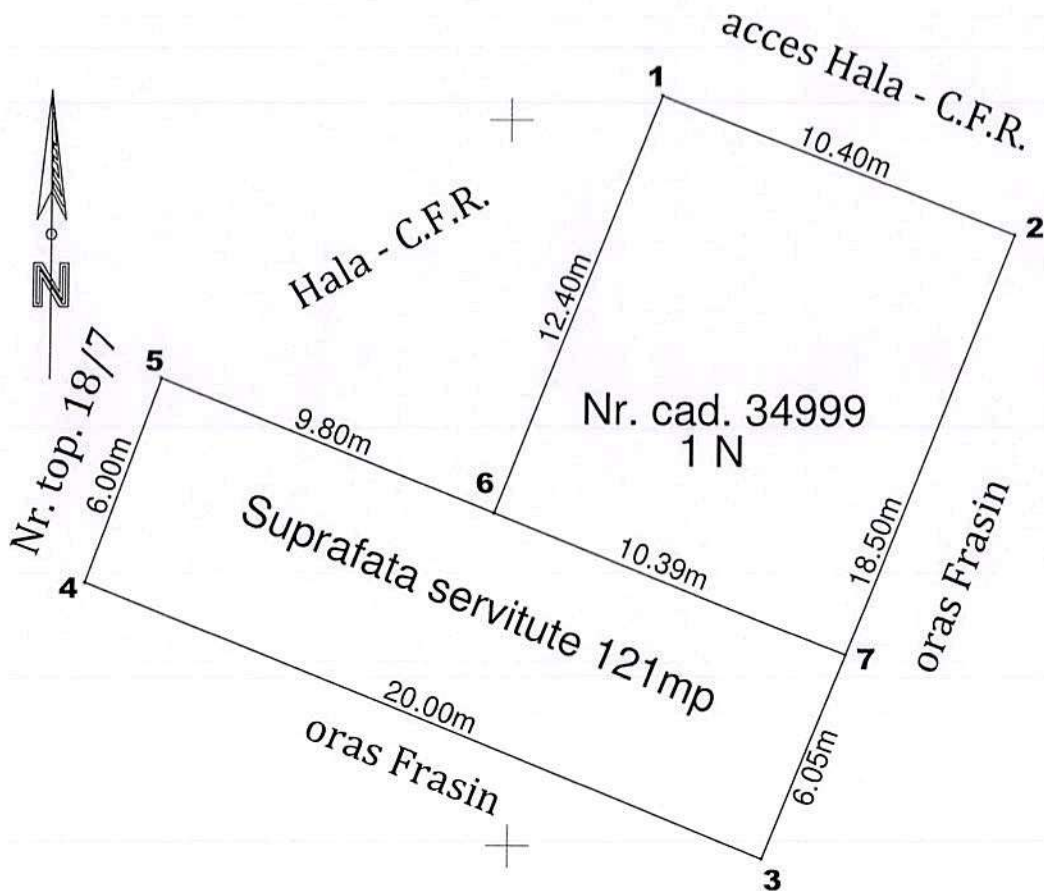 acces Hala - C.F.R.
1
10.40m
2
Hala - C.F.R.
12.40m
N
Nr. top. 18/7
5
9.80m
Nr. cad. 34999
1 N
6.00m
6
18.50m
oras Frasin
Suprafata servitute 121mp
10.39m
4
7
20.00m
oras Frasin
6.05m
3